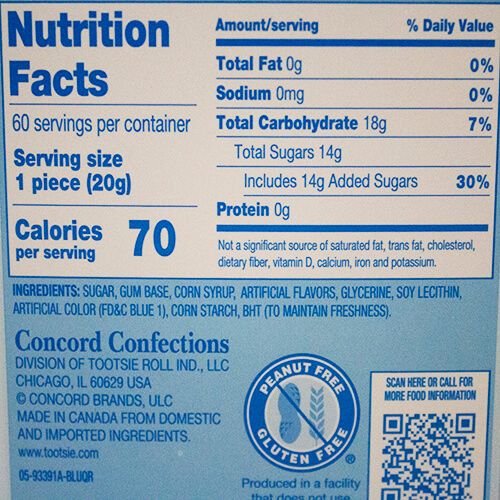 Nutrition
Facts
60 servings per container
Serving size
1 piece (20g)
Calories
per serving
70
Amount/serving % Daily Value
Total Fat 0g 0%
Sodium 0mg 0%
Total Carbohydrate 18g 7%
Total Sugars 14g
Includes 14g Added Sugars 30%
Protein 0g
Not a significant source of saturated fat, trans fat, cholesterol,
dietary fiber, vitamin D, calcium, iron and potassium.
INGREDIENTS: SUGAR, GUM BASE, CORN SYRUP, ARTIFICIAL FLAVORS, GLYCERINE, SOY LECITHIN,
ARTIFICIAL COLOR (FD&C BLUE 1), CORN STARCH, BHT (TO MAINTAIN FRESHNESS).
Concord Confections
DIVISION OF TOOTSIE ROLL IND., LLC
CHICAGO, IL 60629 USA
© CONCORD BRANDS, ULC
MADE IN CANADA FROM DOMESTIC
AND IMPORTED INGREDIENTS.
www.tootsie.com
05-93391A-BLUQR
PEANUT FREE
GLUTEN FREE
®
Produced in a facility
that does not use
SCAN HERE OR CALL FOR
MORE FOOD INFORMATION